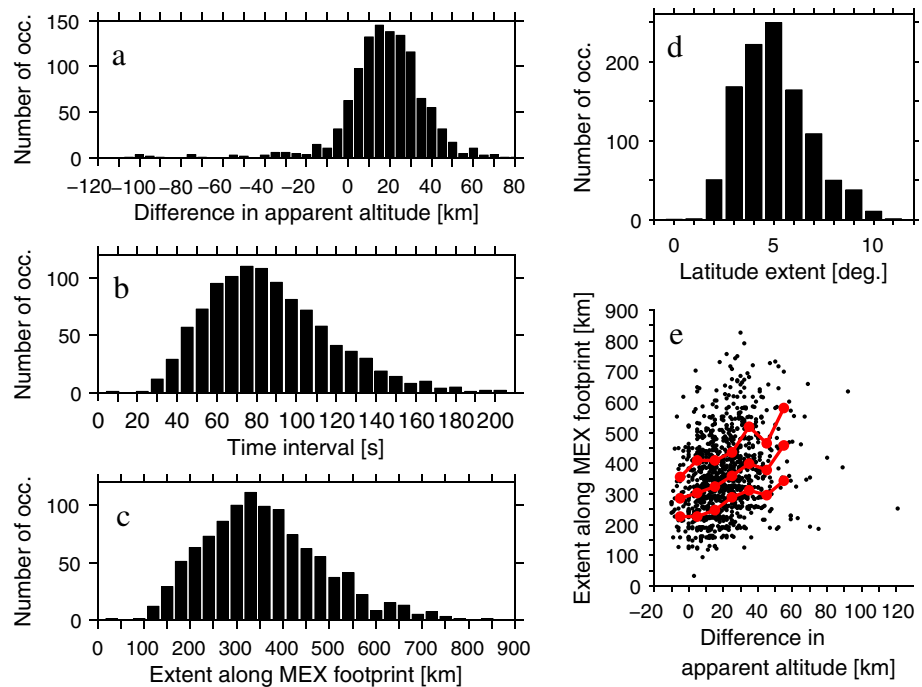 a
Number of occ.
150
100
50
0
−120−100 −80 −60 −40 −20 0 20 40 60 80
Difference in apparent altitude [km]
b
Number of occ.
100
50
0
0 20 40 60 80 100 120 140 160 180 200
Time interval [s]
c
Number of occ.
100
50
0
0 100 200 300 400 500 600 700 800 900
Extent along MEX footprint [km]
d
Number of occ.
200
100
0
0 5 10
Latitude extent [deg.]
e
Extent along MEX footprint [km]
900
800
700
600
500
400
300
200
100
0
−20 0 20 40 60 80 100 120
Difference in
apparent altitude [km]